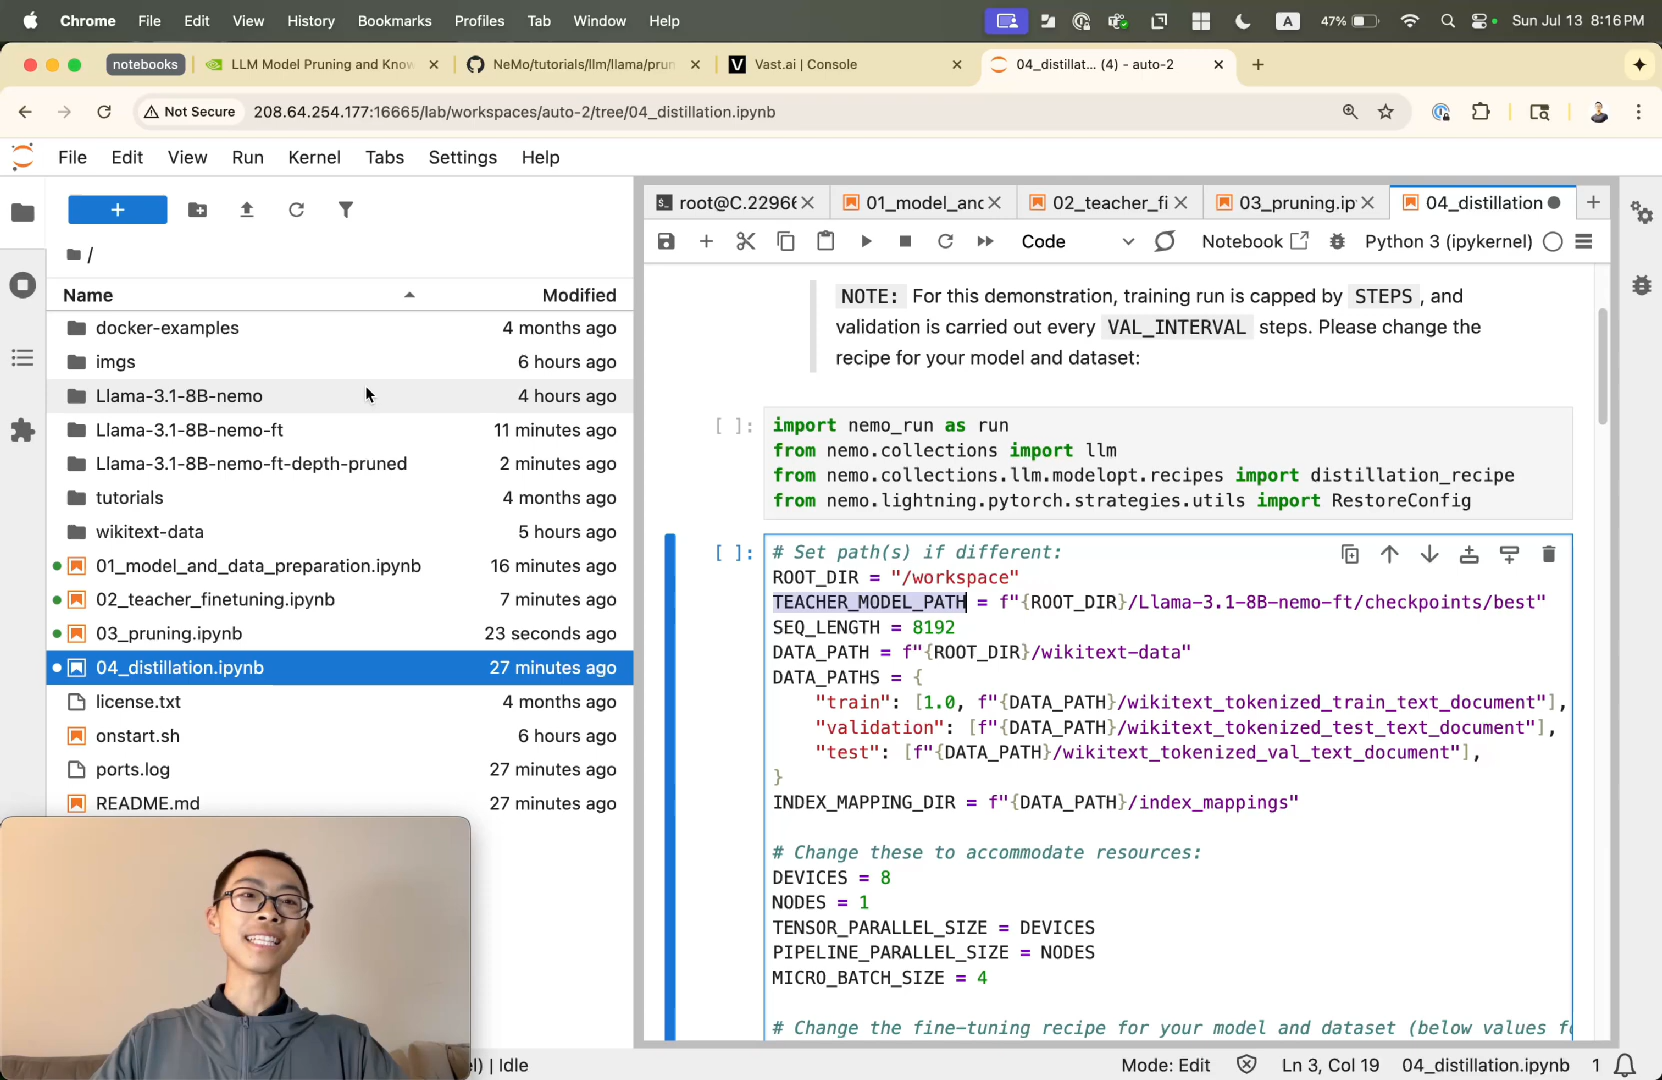 Chrome File Edit View History Bookmarks Profiles Tab Window Help A 47% Sun Jul 13 8:16 PM
notebooks LLM Model Pruning and Know NeMo/tutorials/llm/llama/prun V Vast.ai | Console 04_distillat... (4) - auto-2
Not Secure 208.64.254.177:16665/lab/workspaces/auto-2/tree/04_distillation.ipynb
File Edit View Run Kernel Tabs Settings Help
root@C.2296 01_model_anc 02_teacher_fi 03_pruning.ip 04_distillation
Code Notebook Python 3 (ipykernel)
/
Name Modified
docker-examples 4 months ago
imgs 6 hours ago
Llama-3.1-8B-nemo 4 hours ago
Llama-3.1-8B-nemo-ft 11 minutes ago
Llama-3.1-8B-nemo-ft-depth-pruned 2 minutes ago
tutorials 4 months ago
wikitext-data 5 hours ago
01_model_and_data_preparation.ipynb 16 minutes ago
02_teacher_finetuning.ipynb 7 minutes ago
03_pruning.ipynb 23 seconds ago
04_distillation.ipynb 27 minutes ago
license.txt 4 months ago
onstart.sh 6 hours ago
ports.log 27 minutes ago
README.md 27 minutes ago
NOTE: For this demonstration, training run is capped by STEPS , and
validation is carried out every VAL_INTERVAL steps. Please change the
recipe for your model and dataset:
[ ]: import nemo_run as run
from nemo.collections import llm
from nemo.collections.llm.modelopt.recipes import distillation_recipe
from nemo.lightning.pytorch.strategies.utils import RestoreConfig
[ ]: # Set path(s) if different:
ROOT_DIR = "/workspace"
TEACHER_MODEL_PATH = f"{ROOT_DIR}/Llama-3.1-8B-nemo-ft/checkpoints/best"
SEQ_LENGTH = 8192
DATA_PATH = f"{ROOT_DIR}/wikitext-data"
DATA_PATHS = {
"train": [1.0, f"{DATA_PATH}/wikitext_tokenized_train_text_document"],
"validation": [f"{DATA_PATH}/wikitext_tokenized_test_text_document"],
"test": [f"{DATA_PATH}/wikitext_tokenized_val_text_document"],
}
INDEX_MAPPING_DIR = f"{DATA_PATH}/index_mappings"
# Change these to accommodate resources:
DEVICES = 8
NODES = 1
TENSOR_PARALLEL_SIZE = DEVICES
PIPELINE_PARALLEL_SIZE = NODES
MICRO_BATCH_SIZE = 4
# Change the fine-tuning recipe for your model and dataset (below values fo
) | Idle Mode: Edit Ln 3, Col 19 04_distillation.ipynb 1